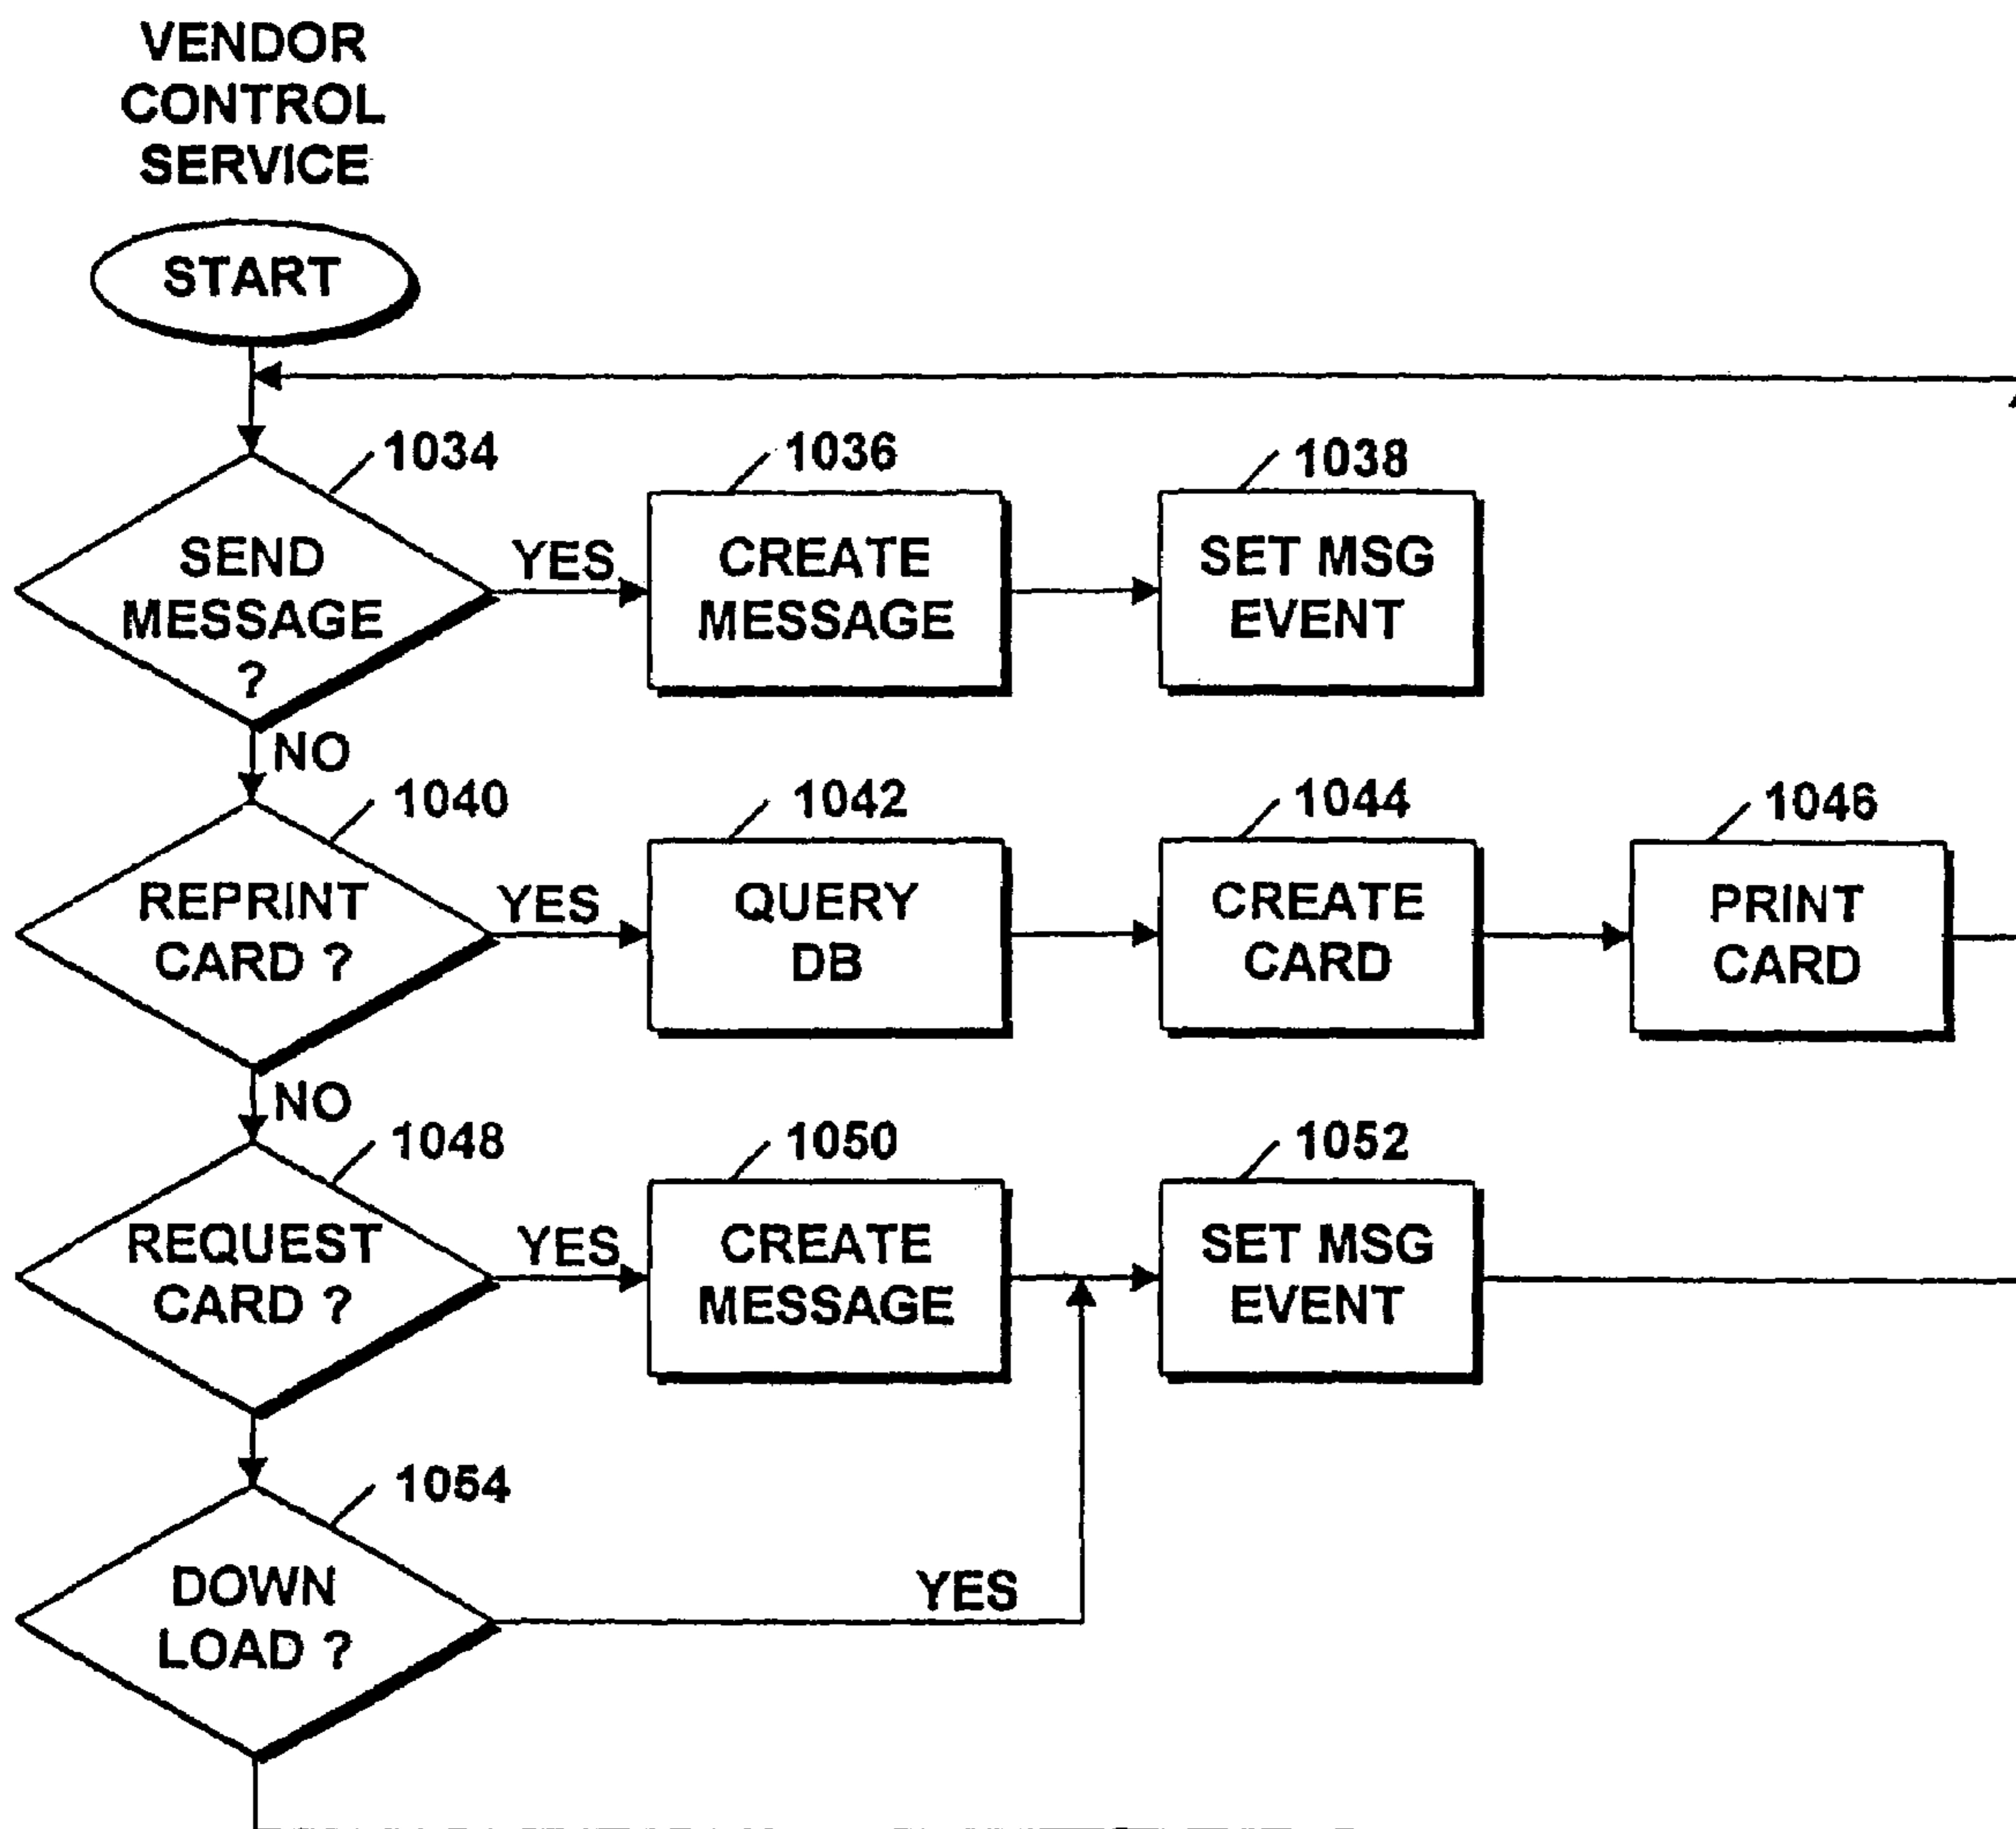 VENDOR
CONTROL
SERVICE
START
1034
1036
1038
SEND
MESSAGE
?
YES
CREATE
MESSAGE
SET MSG
EVENT
NO
1040
1042
1044
1046
REPRINT
CARD ?
YES
QUERY
DB
CREATE
CARD
PRINT
CARD
NO
1048
1050
1052
REQUEST
CARD ?
YES
CREATE
MESSAGE
SET MSG
EVENT
1054
DOWN
LOAD ?
YES